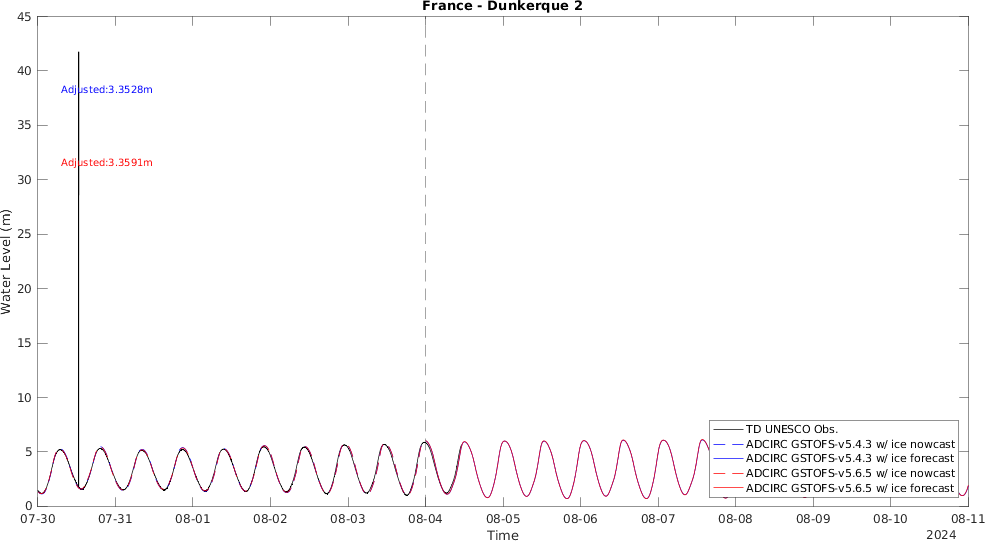 France - Dunkerque 2
45
40
35
30
25
20
15
10
5
0
Water Level (m)
Adjusted:3.3528m
Adjusted:3.3591m
TD UNESCO Obs.
ADCIRC GSTOFS-v5.4.3 w/ ice nowcast
ADCIRC GSTOFS-v5.4.3 w/ ice forecast
ADCIRC GSTOFS-v5.6.5 w/ ice nowcast
ADCIRC GSTOFS-v5.6.5 w/ ice forecast
07-30 07-31 08-01 08-02 08-03 08-04 08-05 08-06 08-07 08-08 08-09 08-10 08-11
Time
2024